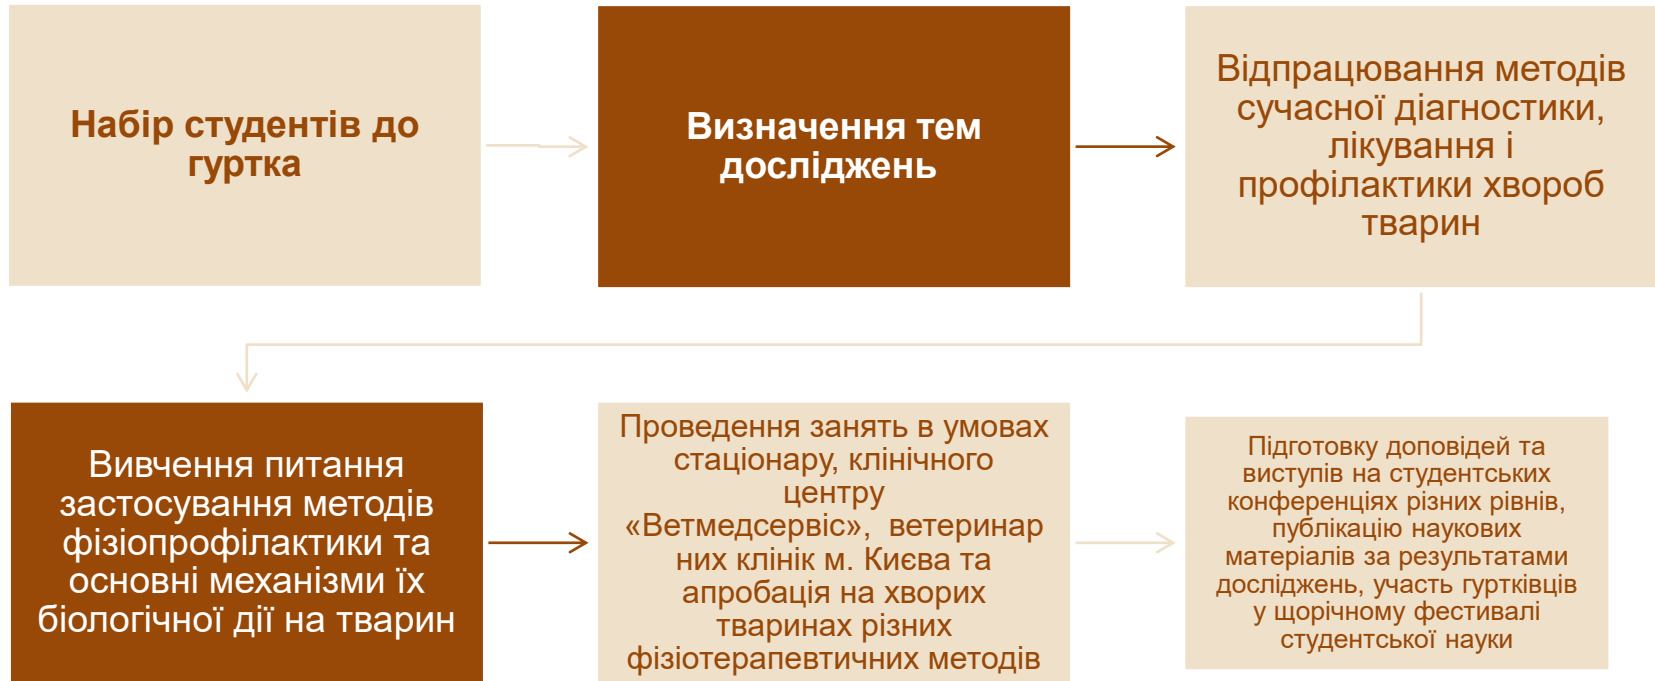 Набір студентів до
гуртка
Визначення тем
досліджень
Відпрацювання методів
сучасної діагностики,
лікування і
профілактики хвороб
тварин
Вивчення питання
застосування методів
фізіопрофілактики та
основні механізми їх
біологічної дії на тварин
Проведення занять в умовах
стаціонару, клінічного
центру
«Ветмедсервіс», ветеринар
них клінік м. Києва та
апробація на хворих
тваринах різних
фізіотерапевтичних методів
Підготовку доповідей та
виступів на студентських
конференціях різних рівнів,
публікацію наукових
матеріалів за результатами
досліджень, участь гуртківців
у щорічному фестивалі
студентської науки